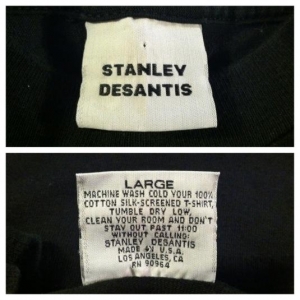 STANLEY
DESANTIS
LARGE
MACHINE WASH COLD YOUR 100%
COTTON SILK-SCREENED T-SHIRT,
TUMBLE DRY LOW,
CLEAN YOUR ROOM AND DON'T
STAY OUT PAST 11:00
WITHOUT CALLING:
STANLEY DESANTIS
MADE IN U.S.A.
LOS ANGELES, CA
RN 90964